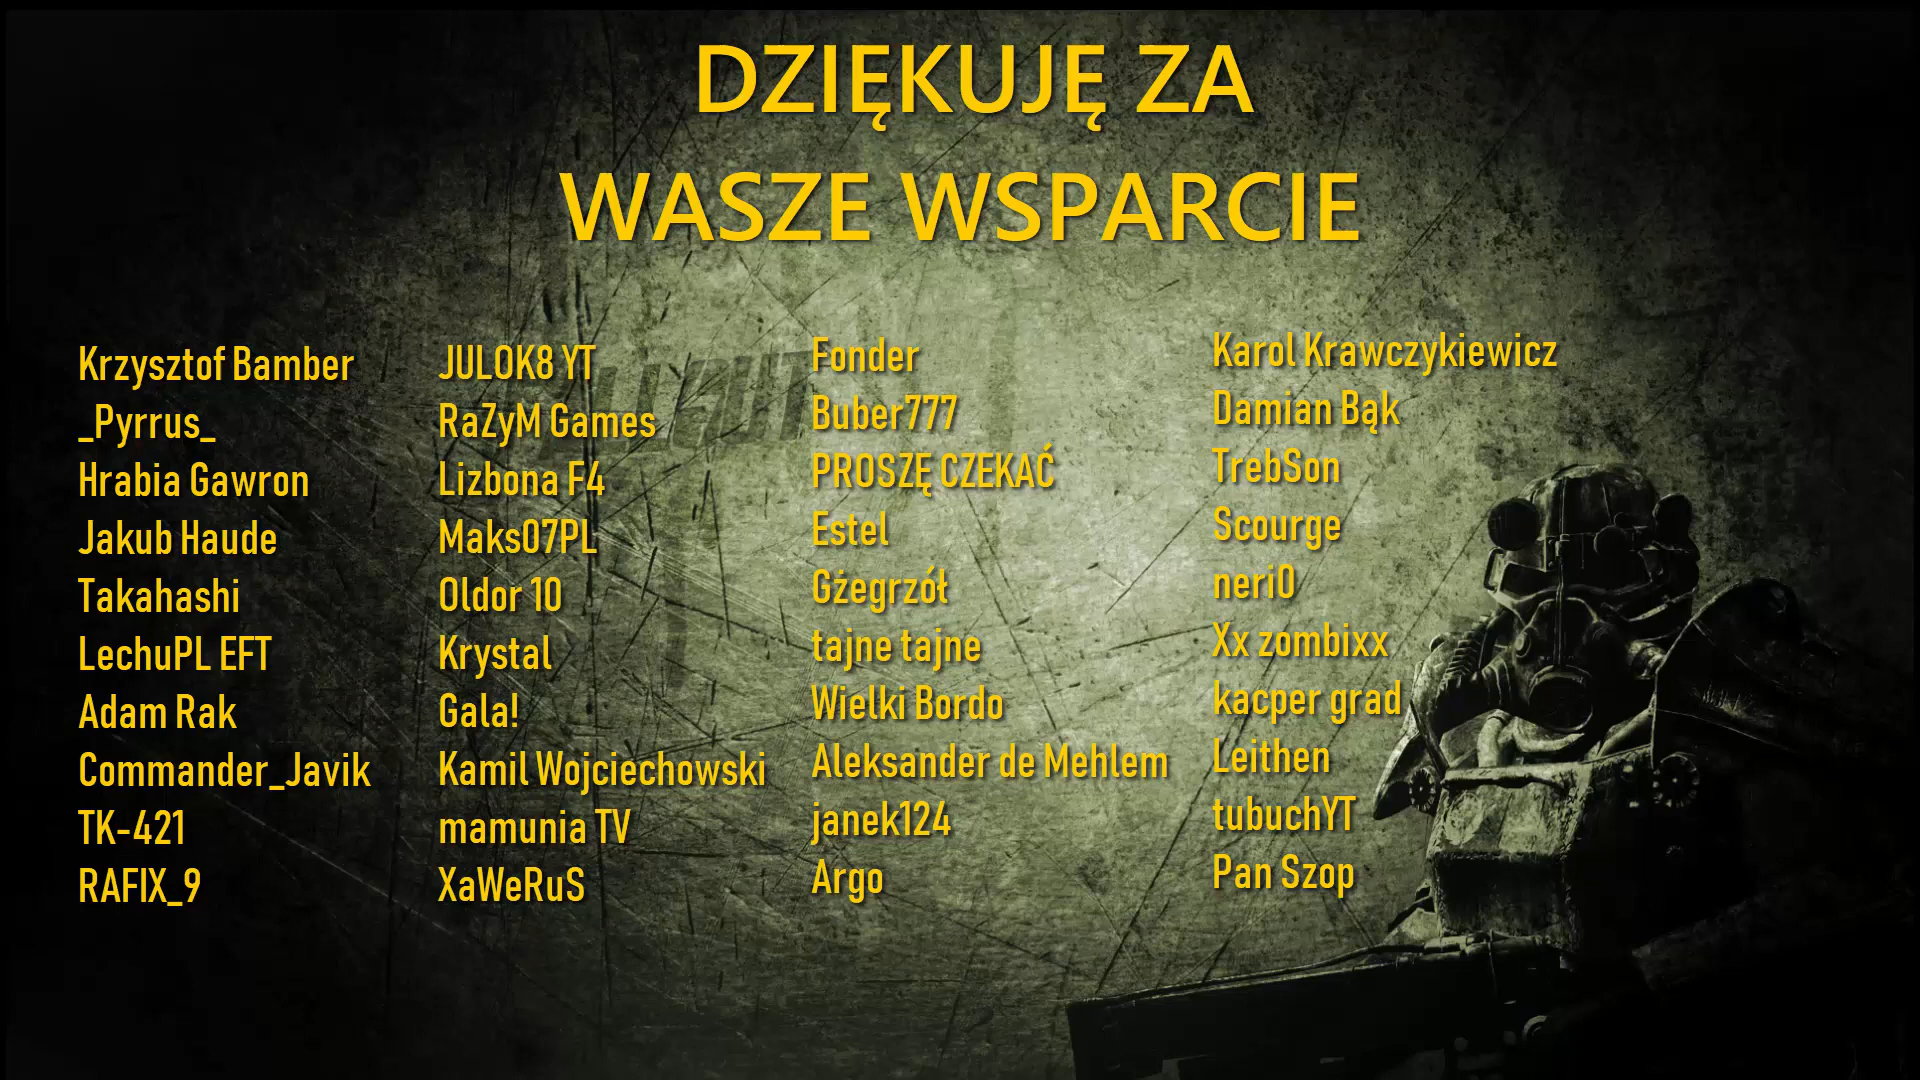 DZIĘKUJĘ ZA
WASZE WSPARCIE
Krzysztof Bamber
_Pyrrus_
Hrabia Gawron
Jakub Haude
Takahashi
LechuPL EFT
Adam Rak
Commander_Javik
TK-421
RAFIX_9
JULOK8 YT
RaZyM Games
Lizbona F4
Maks07PL
Oldor 10
Krystal
Gala!
Kamil Wojciechowski
mamunia TV
XaWeRuS
Fonder
Buber777
PROSZĘ CZEKAĆ
Estel
Gżegrzół
tajne tajne
Wielki Bordo
Aleksander de Mehlem
janek124
Argo
Karol Krawczykiewicz
Damian Bąk
TrebSon
Scourge
neri0
Xx zombixx
kacper grad
Leithen
tubuchYT
Pan Szop